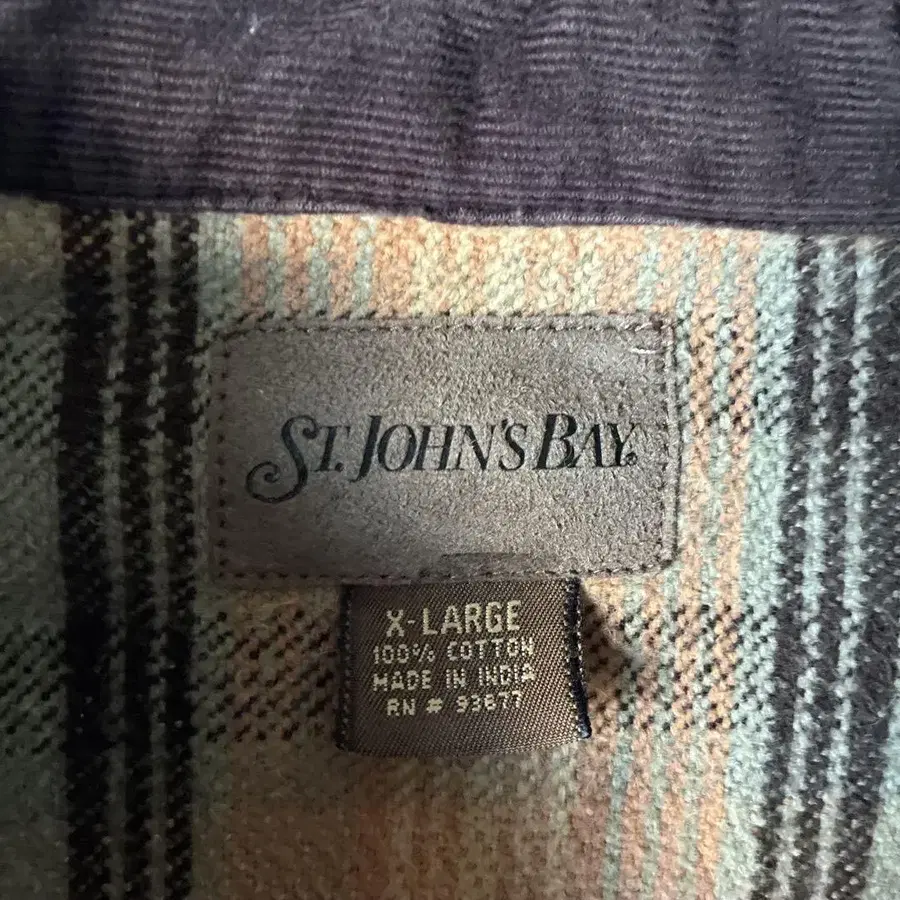 ST. JOHN'S BAY
X-LARGE
100% COTTON
MADE IN INDIA
RN # 93677